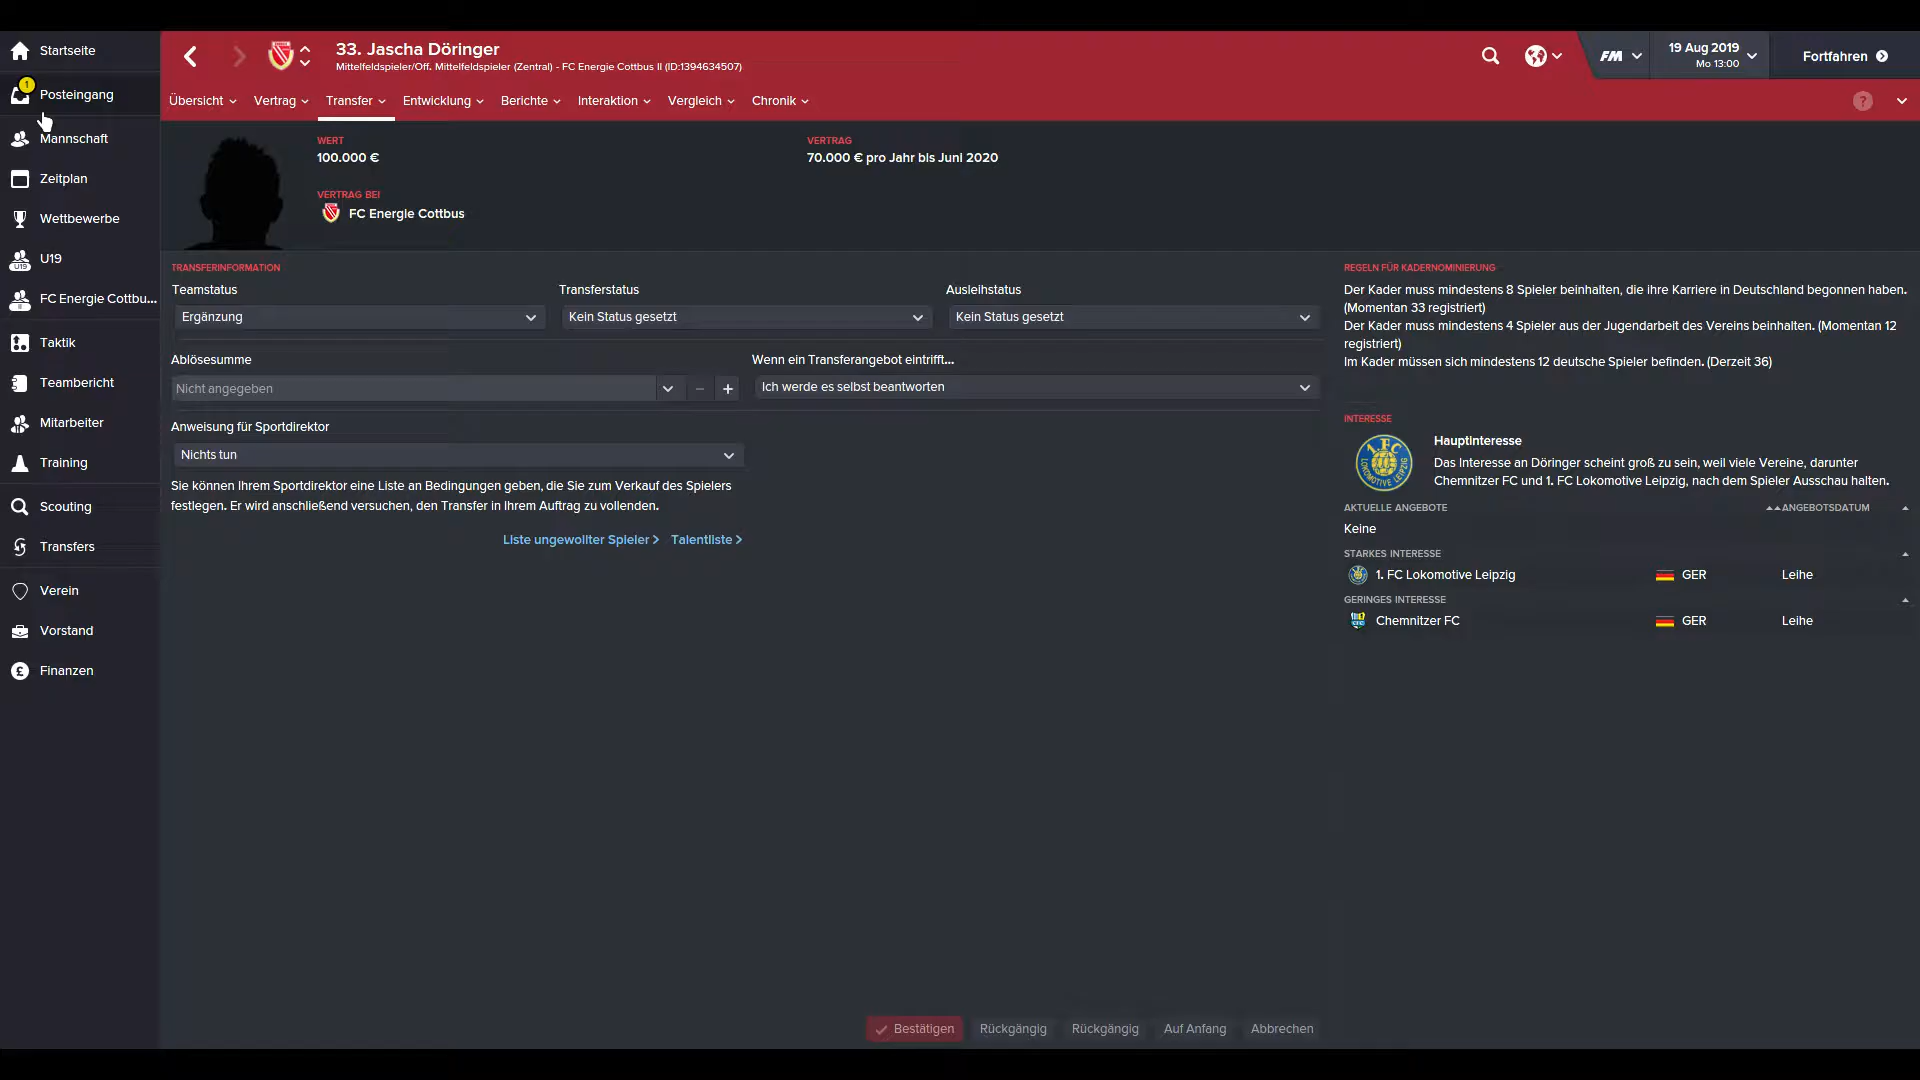 Startseite
1
Posteingang
Mannschaft
Zeitplan
Wettbewerbe
U19
U19
FC Energie Cottbu...
II
Taktik
Teambericht
Mitarbeiter
Training
Scouting
Transfers
Verein
Vorstand
Finanzen
33. Jascha Döringer
Mittelfeldspieler/Off. Mittelfeldspieler (Zentral) - FC Energie Cottbus II (ID:1394634507)
FM
19 Aug 2019
Mo 13:00
Fortfahren
Übersicht
Vertrag
Transfer
Entwicklung
Berichte
Interaktion
Vergleich
Chronik
?
WERT
100.000 €
VERTRAG
70.000 € pro Jahr bis Juni 2020
VERTRAG BEI
FC Energie Cottbus
TRANSFERINFORMATION
Teamstatus
Transferstatus
Ausleihstatus
Ergänzung
Kein Status gesetzt
Kein Status gesetzt
Ablösesumme
Wenn ein Transferangebot eintrifft...
Nicht angegeben
Ich werde es selbst beantworten
Anweisung für Sportdirektor
Nichts tun
Sie können Ihrem Sportdirektor eine Liste an Bedingungen geben, die Sie zum Verkauf des Spielers
festlegen. Er wird anschließend versuchen, den Transfer in Ihrem Auftrag zu vollenden.
Liste ungewollter Spieler >
Talentliste >
REGELN FÜR KADERNOMINIERUNG
Der Kader muss mindestens 8 Spieler beinhalten, die ihre Karriere in Deutschland begonnen haben.
(Momentan 33 registriert)
Der Kader muss mindestens 4 Spieler aus der Jugendarbeit des Vereins beinhalten. (Momentan 12
registriert)
Im Kader müssen sich mindestens 12 deutsche Spieler befinden. (Derzeit 36)
INTERESSE
1. FC
LOKOMOTIVE LEIPZIG
Hauptinteresse
Das Interesse an Döringer scheint groß zu sein, weil viele Vereine, darunter
Chemnitzer FC und 1. FC Lokomotive Leipzig, nach dem Spieler Ausschau halten.
AKTUELLE ANGEBOTE
ANGEBOTSDATUM
Keine
STARKES INTERESSE
1. FC Lokomotive Leipzig
GER
Leihe
GERINGES INTERESSE
Chemnitzer FC
GER
Leihe
Bestätigen
Rückgängig
Rückgängig
Auf Anfang
Abbrechen